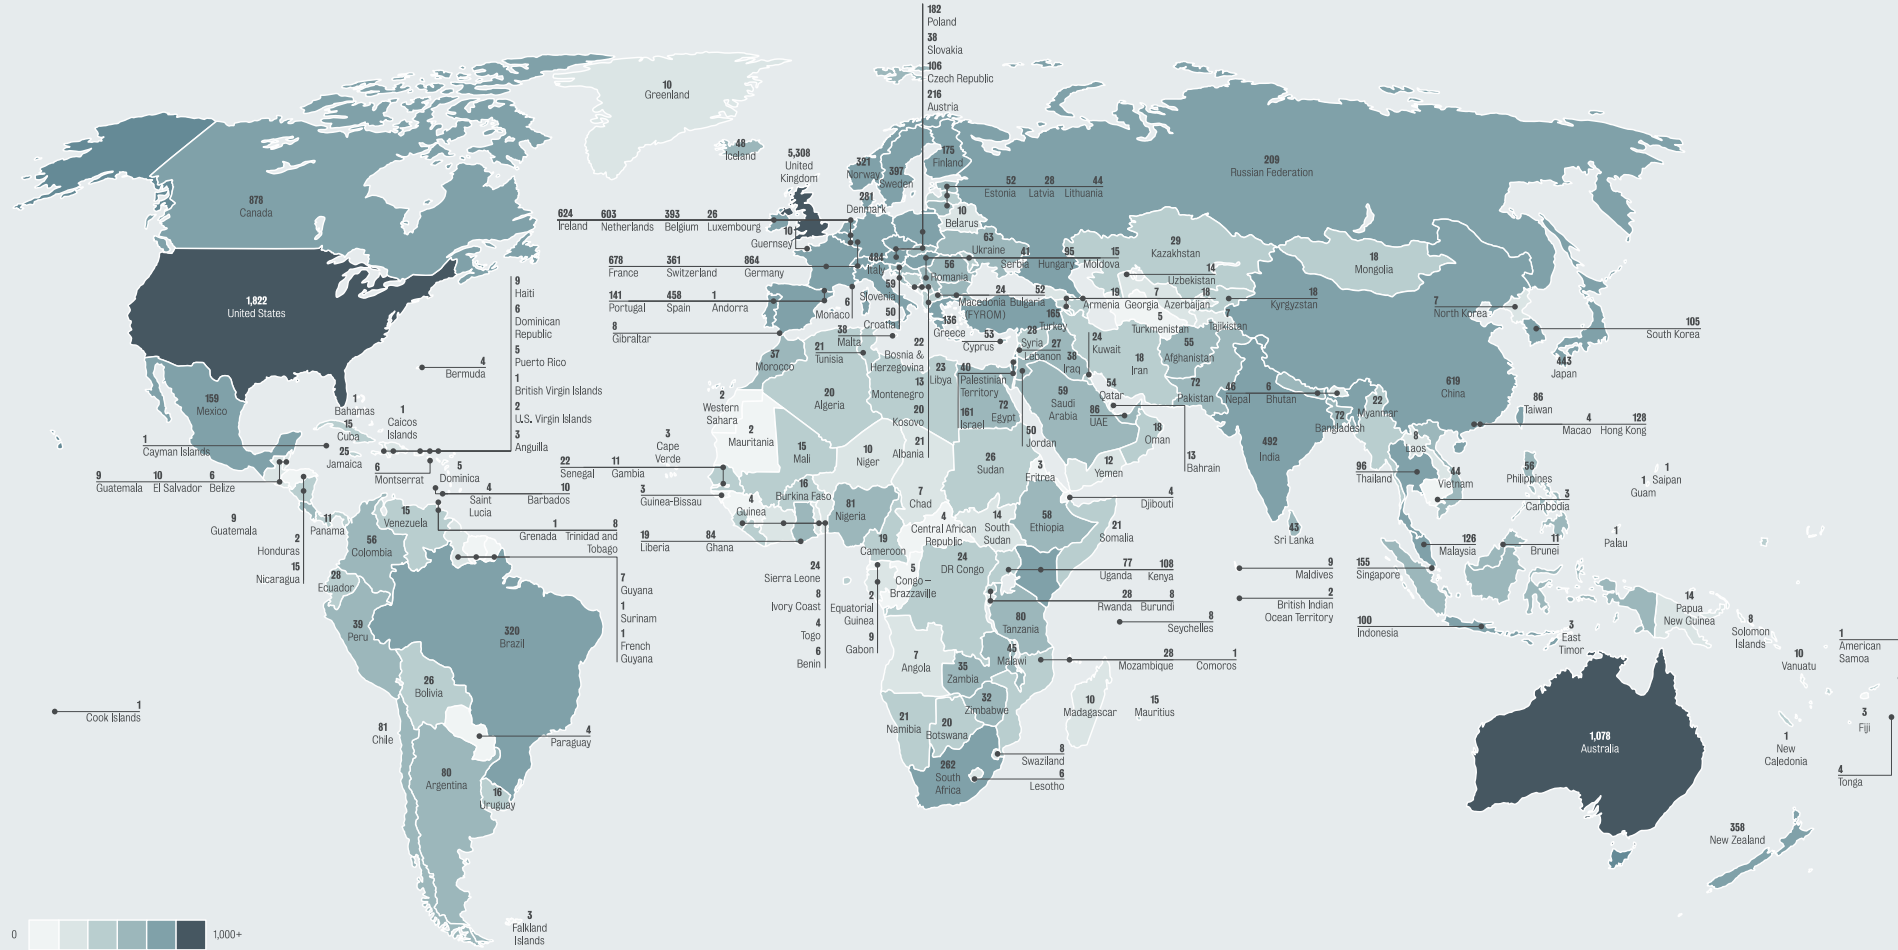 182
Poland
38
Slovakia
106
Czech Republic
216
Austria
10
Greenland
48
Iceland
5,308
United
Kingdom
321
Norway
397
Sweden
175
Finland
209
Russian Federation
878
Canada
281
Denmark
52 28 44
Estonia Latvia Lithuania
10
Belarus
624 603 393 26
Ireland Netherlands Belgium Luxembourg
10
Guernsey
63
Ukraine
484
Italy
41 95 15
Serbia Hungary Moldova
29
Kazakhstan
18
Mongolia
678 361 864
France Switzerland Germany
56
Romania
14
Uzbekistan
59
Slovenia
141 458 1
Portugal Spain Andorra
6
Monaco
24 52
Macedonia Bulgaria
(FYROM)
19 7 18
Armenia Georgia Azerbaijan
18
Kyrgyzstan
7
North Korea
1,822
United States
50
Croatia
136
Greece
165
Turkey
5
Turkmenistan
7
Tajikistan
105
South Korea
8
Gibraltar
38
Malta
53
Cyprus
28
Syria
27
Lebanon
24
Kuwait
9
Haiti
6
Dominican
Republic
5
Puerto Rico
1
British Virgin Islands
2
U.S. Virgin Islands
3
Anguilla
4
Bermuda
37
Morocco
21
Tunisia
22
Bosnia &
Herzegovina
13
Montenegro
20
Kosovo
21
Albania
23
Libya
40
Palestinian
Territory
161
Israel
72
Egypt
50
Jordan
38
Iraq
18
Iran
55
Afghanistan
443
Japan
54
Qatar
72
Pakistan
46 6
Nepal Bhutan
619
China
86
Taiwan
4 128
Macao Hong Kong
159
Mexico
1
Bahamas
15
Cuba
1
Caicos
Islands
2
Western
Sahara
20
Algeria
59
Saudi
Arabia
86
UAE
18
Oman
22
Myanmar
72
Bangladesh
1
Cayman Islands
25
Jamaica
6
Montserrat
5
Dominica
3
Cape
Verde
2
Mauritania
15
Mali
10
Niger
26
Sudan
3
Eritrea
12
Yemen
13
Bahrain
492
India
8
Laos
9 10 6
Guatemala El Salvador Belize
4
Saint
Lucia
10
Barbados
22 11
Senegal Gambia
3
Guinea-Bissau
16
Burkina Faso
7
Chad
4
Djibouti
96
Thailand
44
Vietnam
3
Cambodia
56
Philippines
1
Guam
1
Saipan
9
Guatemala
11
Panama
15
Venezuela
1 8
Grenada Trinidad and
Tobago
4
Guinea
81
Nigeria
4
Central African
Republic
14
South
Sudan
58
Ethiopia
21
Somalia
43
Sri Lanka
19 84
Liberia Ghana
2
Honduras
15
Nicaragua
56
Colombia
28
Ecuador
7
Guyana
1
Surinam
1
French
Guyana
24
Sierra Leone
8
Ivory Coast
4
Togo
6
Benin
19
Cameroon
5
Congo –
Brazzaville
24
DR Congo
2
Equatorial
Guinea
9
Gabon
77 108
Uganda Kenya
28 8
Rwanda Burundi
8
Seychelles
9
Maldives
2
British Indian
Ocean Territory
126
Malaysia
11
Brunei
1
Palau
155
Singapore
100
Indonesia
3
East
Timor
14
Papua
New Guinea
8
Solomon
Islands
10
Vanuatu
1
American
Samoa
39
Peru
320
Brazil
80
Tanzania
45
Malawi
7
Angola
35
Zambia
28 1
Mozambique Comoros
26
Bolivia
1
Cook Islands
32
Zimbabwe
10
Madagascar
15
Mauritius
21
Namibia
20
Botswana
3
Fiji
81
Chile
4
Paraguay
8
Swaziland
6
Lesotho
262
South
Africa
1,078
Australia
1
New
Caledonia
4
Tonga
80
Argentina
16
Uruguay
358
New Zealand
3
Falkland
Islands
0 1,000+